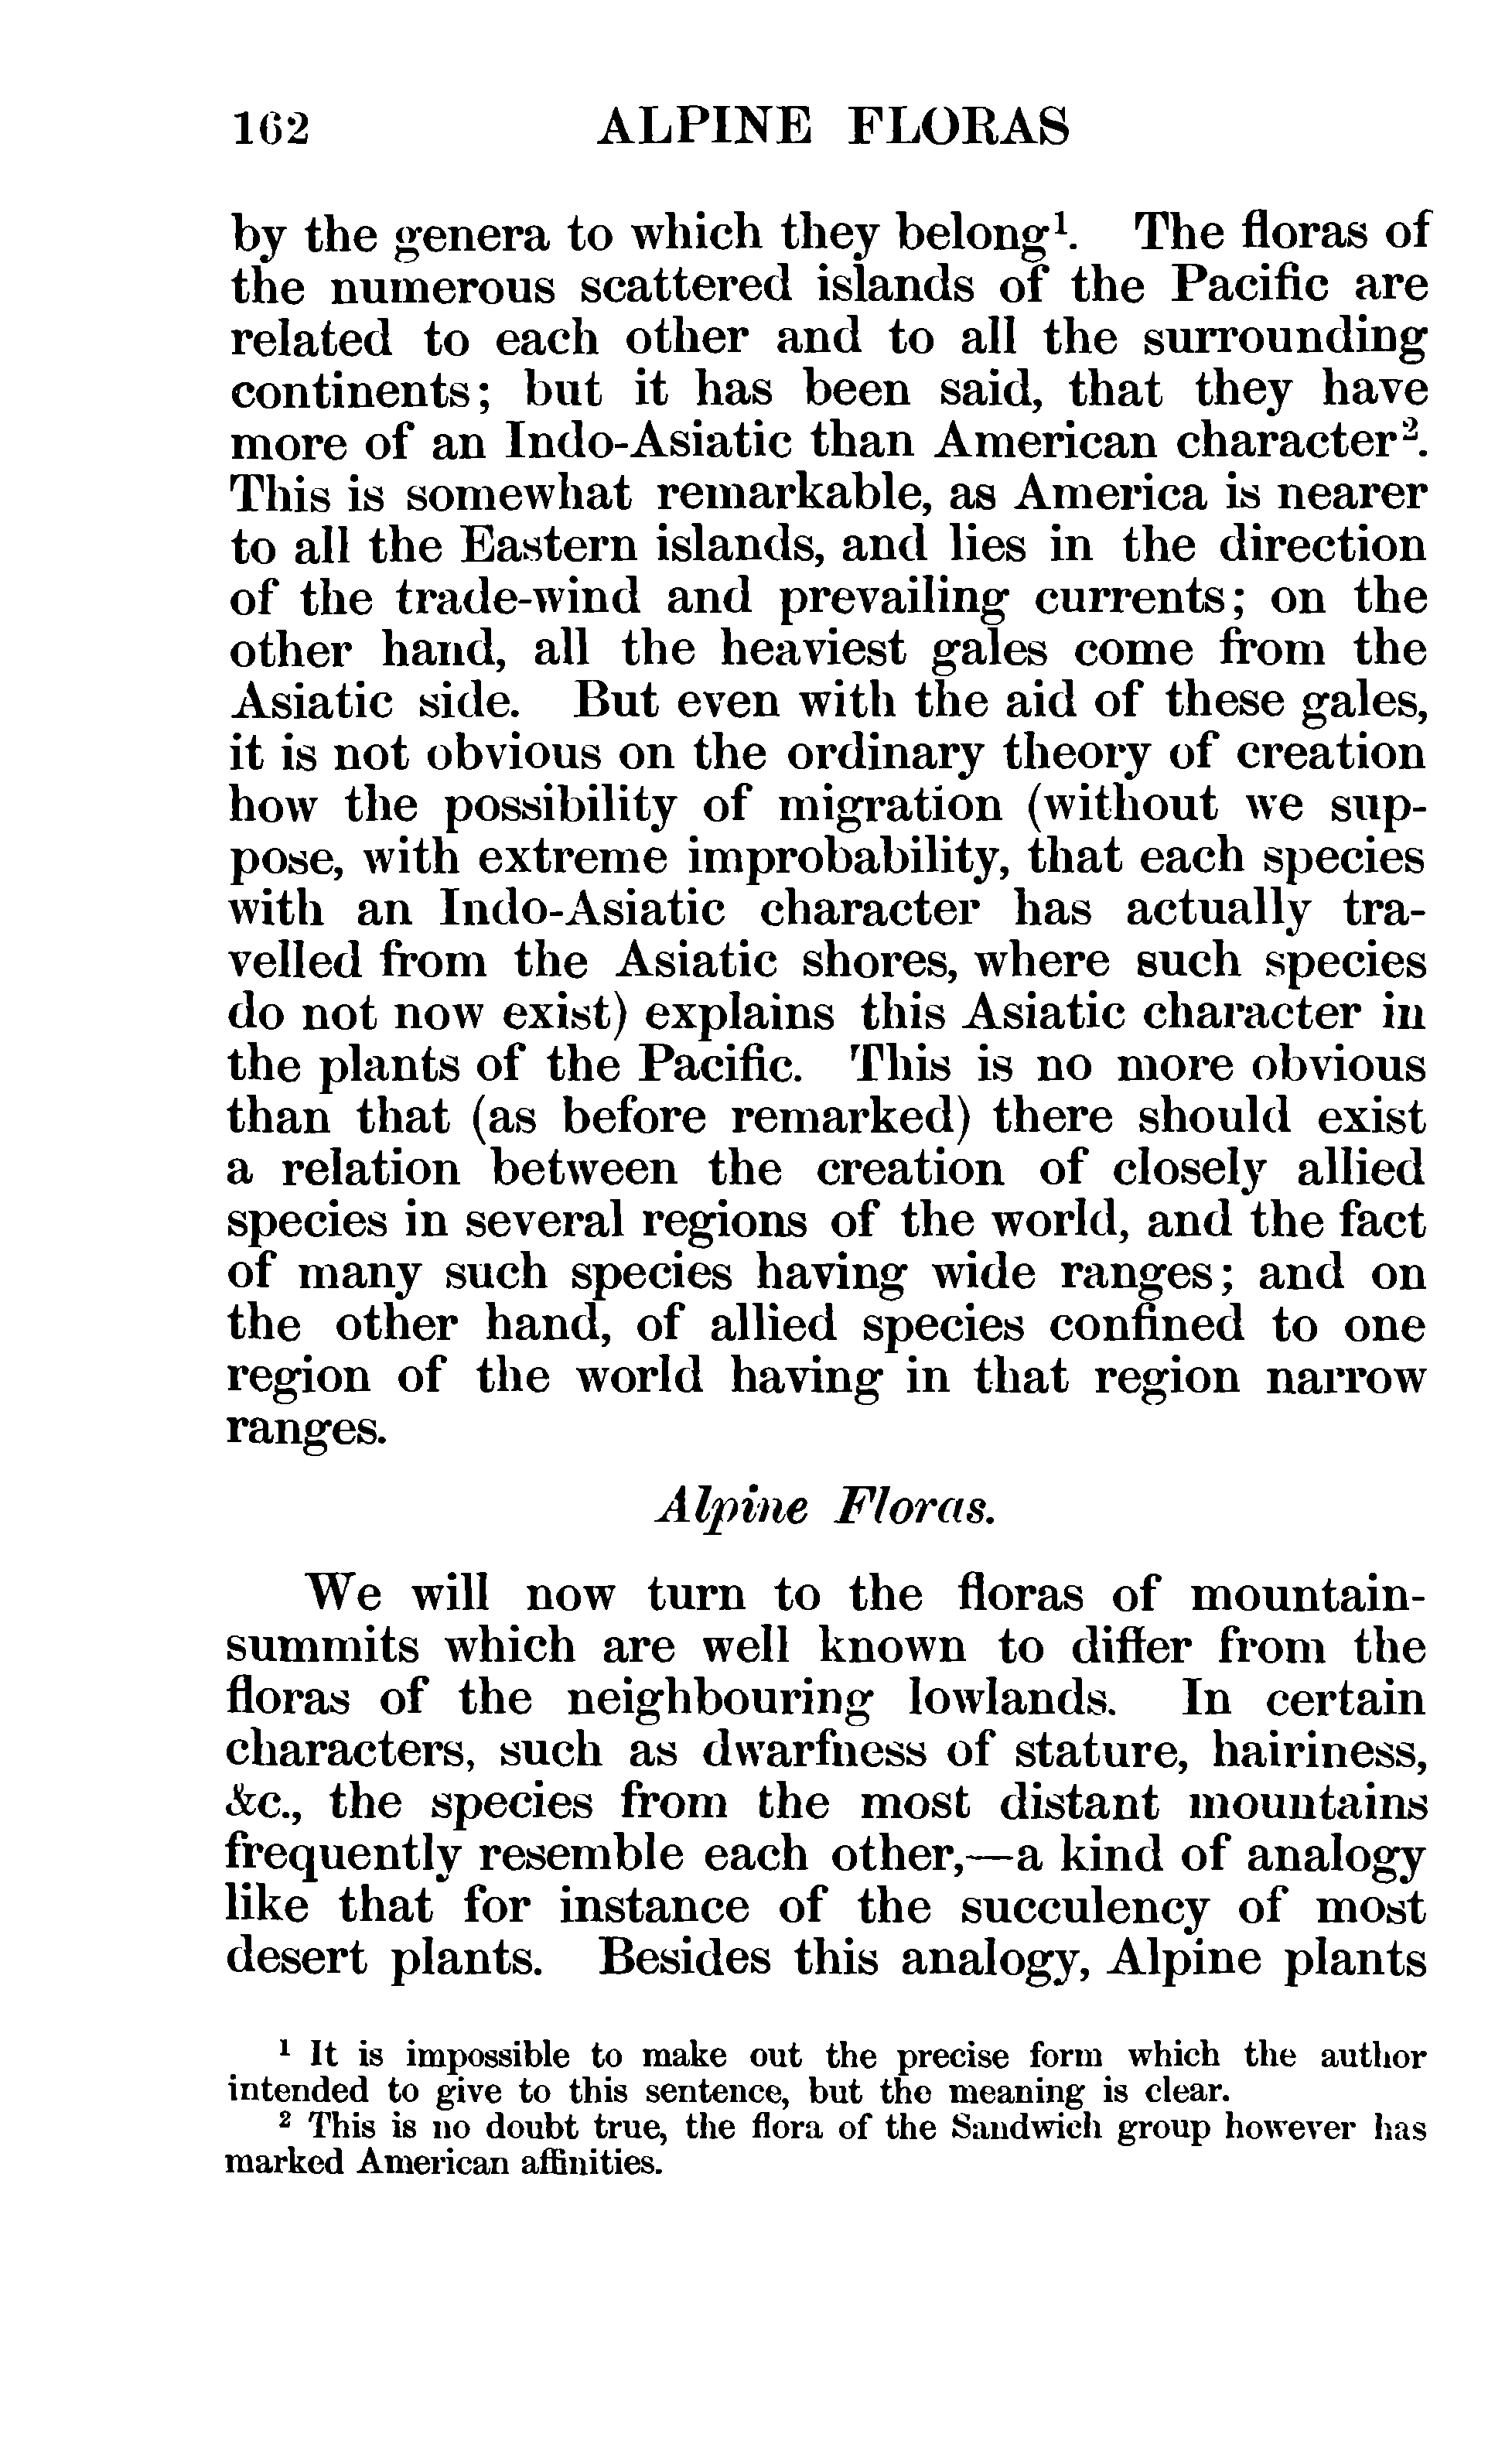 162 ALPINE FLORAS
by the genera to which they belong¹. The floras of
the numerous scattered islands of the Pacific are
related to each other and to all the surrounding
continents; but it has been said, that they have
more of an Indo-Asiatic than American character².
This is somewhat remarkable, as America is nearer
to all the Eastern islands, and lies in the direction
of the trade-wind and prevailing currents; on the
other hand, all the heaviest gales come from the
Asiatic side. But even with the aid of these gales,
it is not obvious on the ordinary theory of creation
how the possibility of migration (without we sup-
pose, with extreme improbability, that each species
with an Indo-Asiatic character has actually tra-
velled from the Asiatic shores, where such species
do not now exist) explains this Asiatic character in
the plants of the Pacific. This is no more obvious
than that (as before remarked) there should exist
a relation between the creation of closely allied
species in several regions of the world, and the fact
of many such species having wide ranges; and on
the other hand, of allied species confined to one
region of the world having in that region narrow
ranges.
Alpine Floras.
We will now turn to the floras of mountain-
summits which are well known to differ from the
floras of the neighbouring lowlands. In certain
characters, such as dwarfness of stature, hairiness,
&c., the species from the most distant mountains
frequently resemble each other,—a kind of analogy
like that for instance of the succulency of most
desert plants. Besides this analogy, Alpine plants
¹ It is impossible to make out the precise form which the author
intended to give to this sentence, but the meaning is clear.
² This is no doubt true, the flora of the Sandwich group however has
marked American affinities.